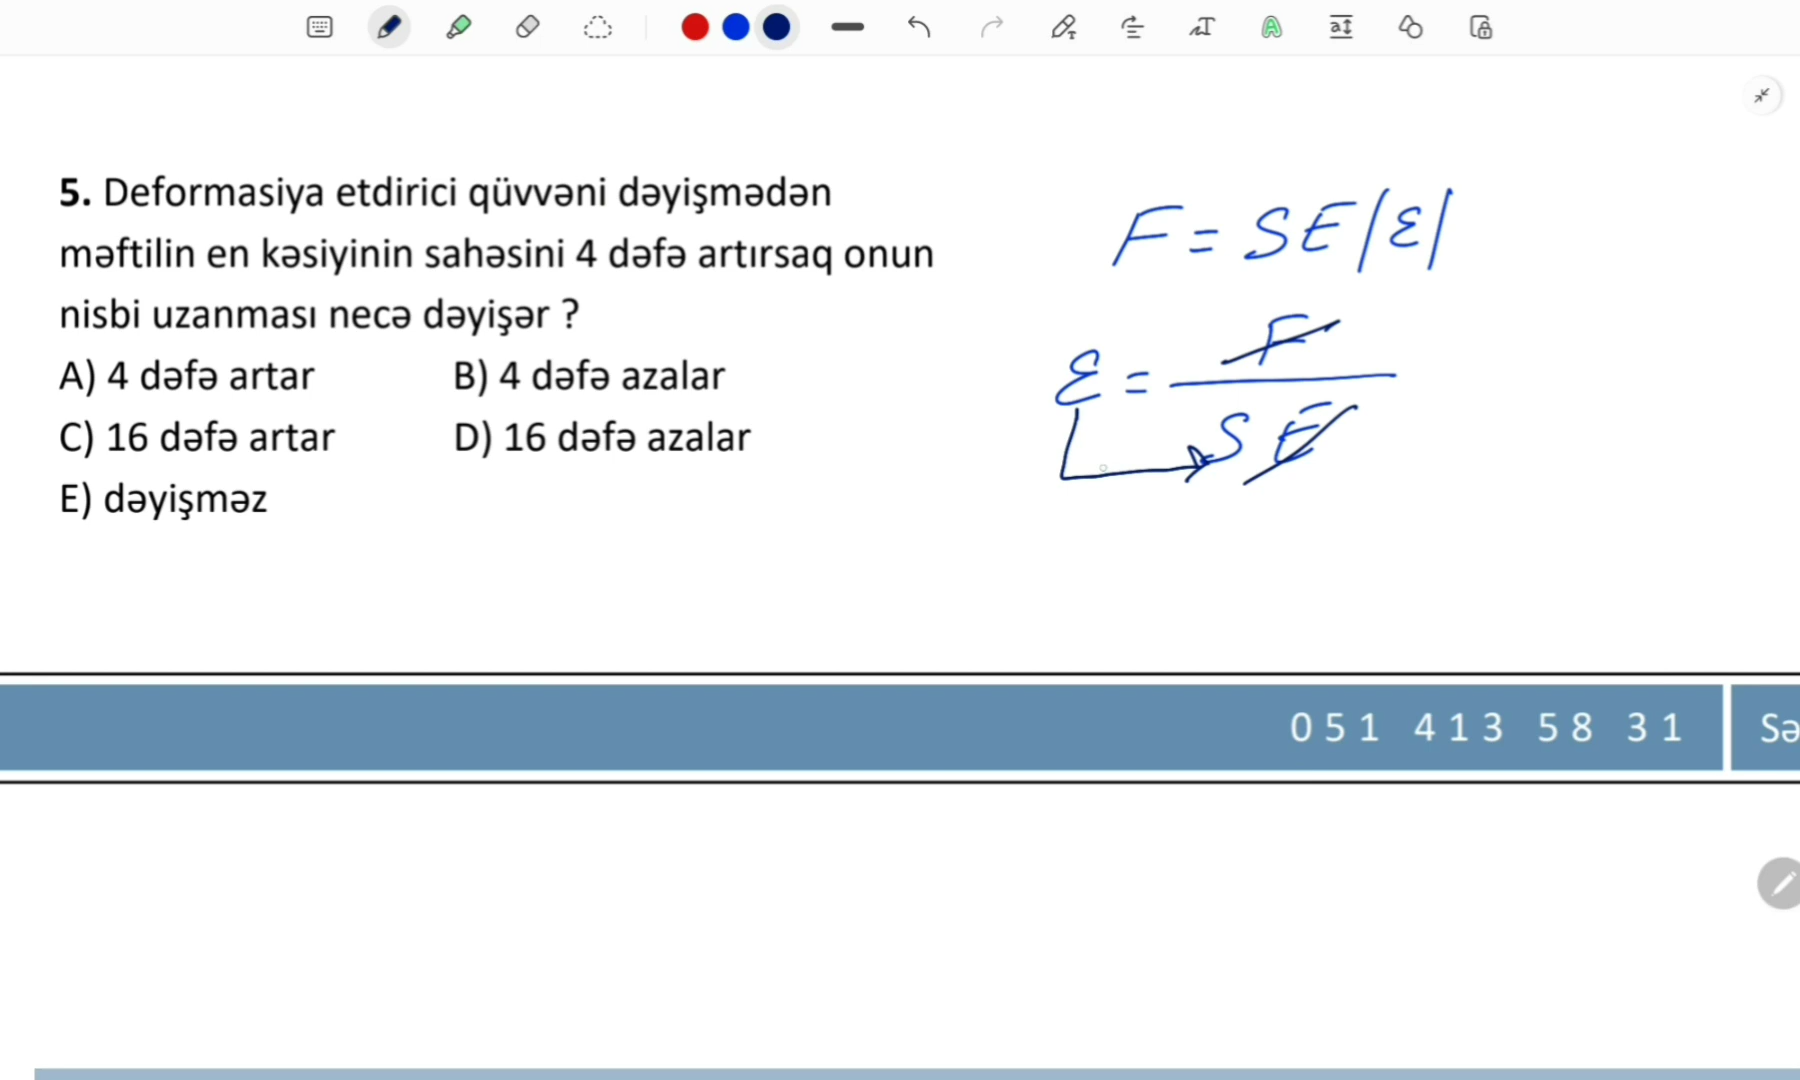 5. Deformasiya etdirici qüvvəni dəyişmədən
məftilin en kəsiyinin sahəsini 4 dəfə artırsaq onun
nisbi uzanması necə dəyişər ?
A) 4 dəfə artar B) 4 dəfə azalar
C) 16 dəfə artar D) 16 dəfə azalar
E) dəyişməz
F = SE|ε|
ε = F
SE
051 413 58 31
Sə